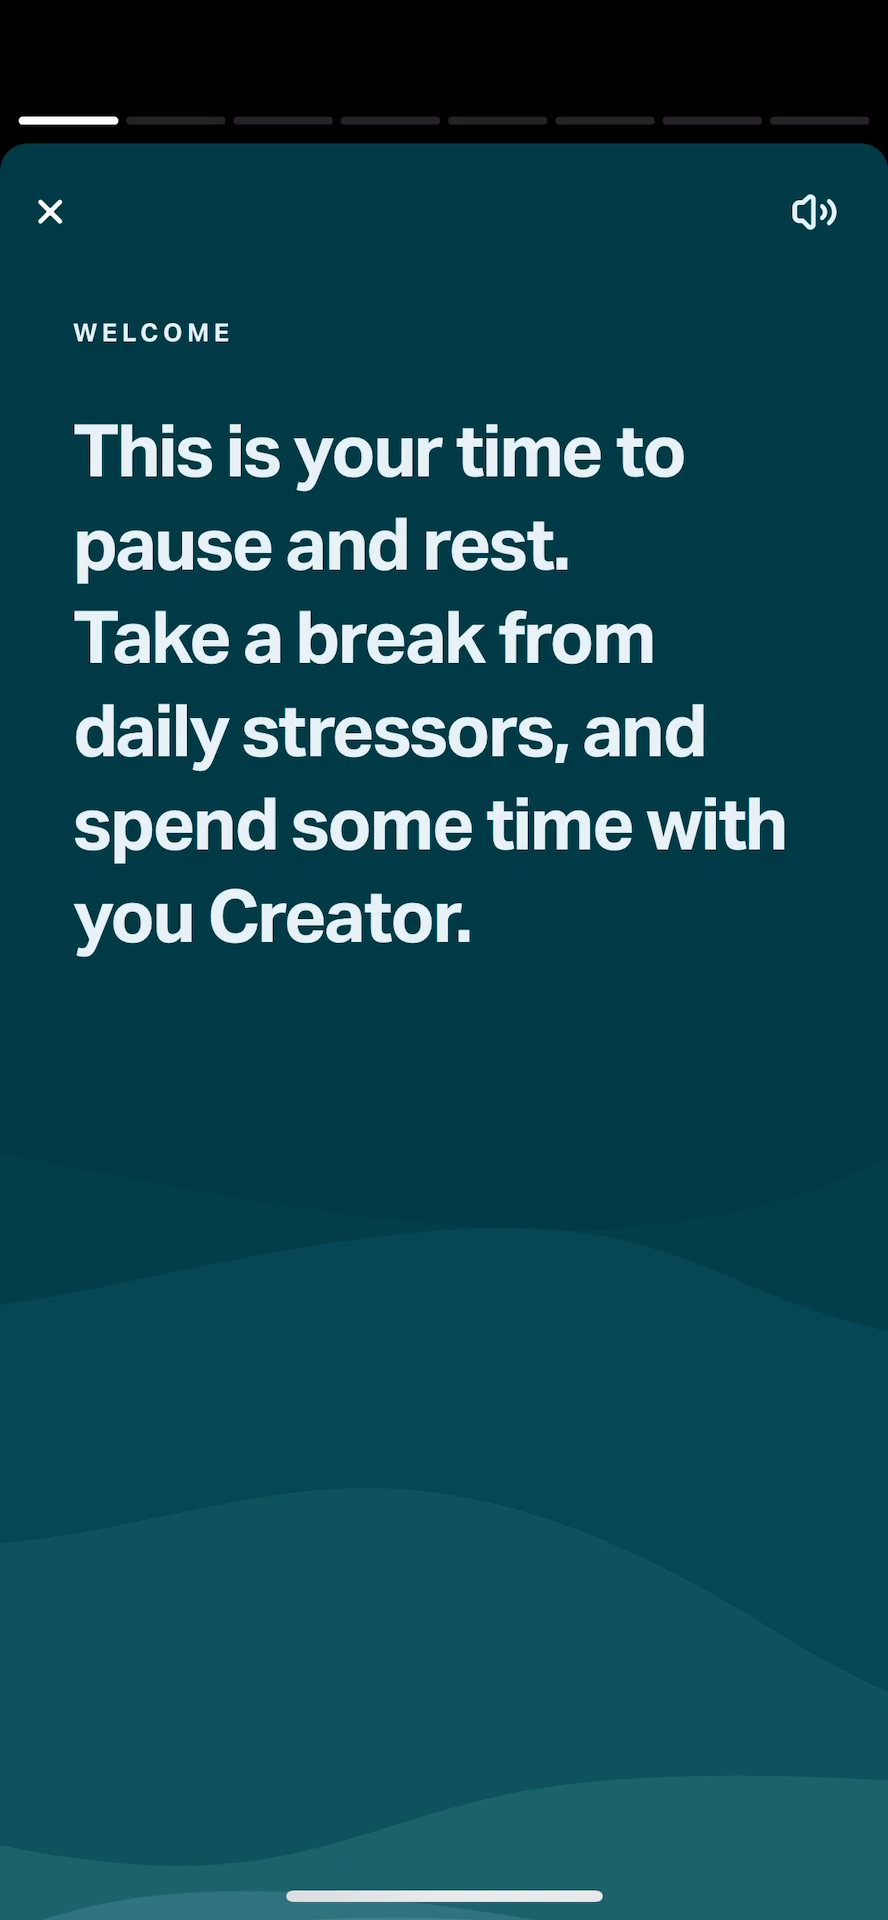 WELCOME
This is your time to
pause and rest.
Take a break from
daily stressors, and
spend some time with
you Creator.